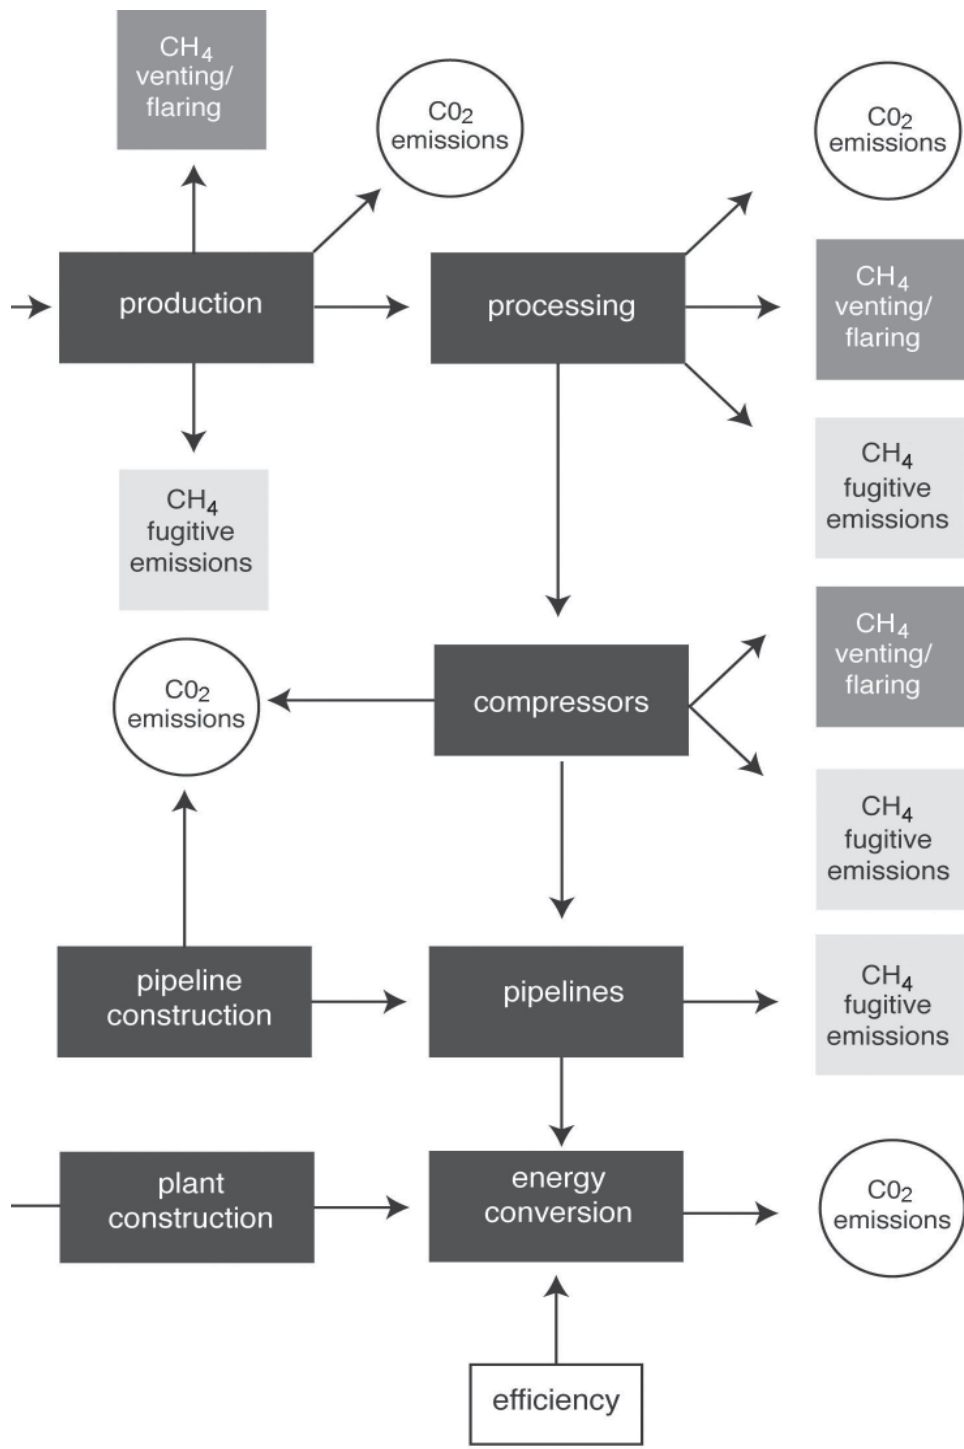 CH4
venting/
flaring
C02
emissions
C02
emissions
production
processing
CH4
venting/
flaring
CH4
fugitive
emissions
CH4
fugitive
emissions
C02
emissions
compressors
CH4
venting/
flaring
CH4
fugitive
emissions
pipeline
construction
pipelines
CH4
fugitive
emissions
plant
construction
energy
conversion
C02
emissions
efficiency